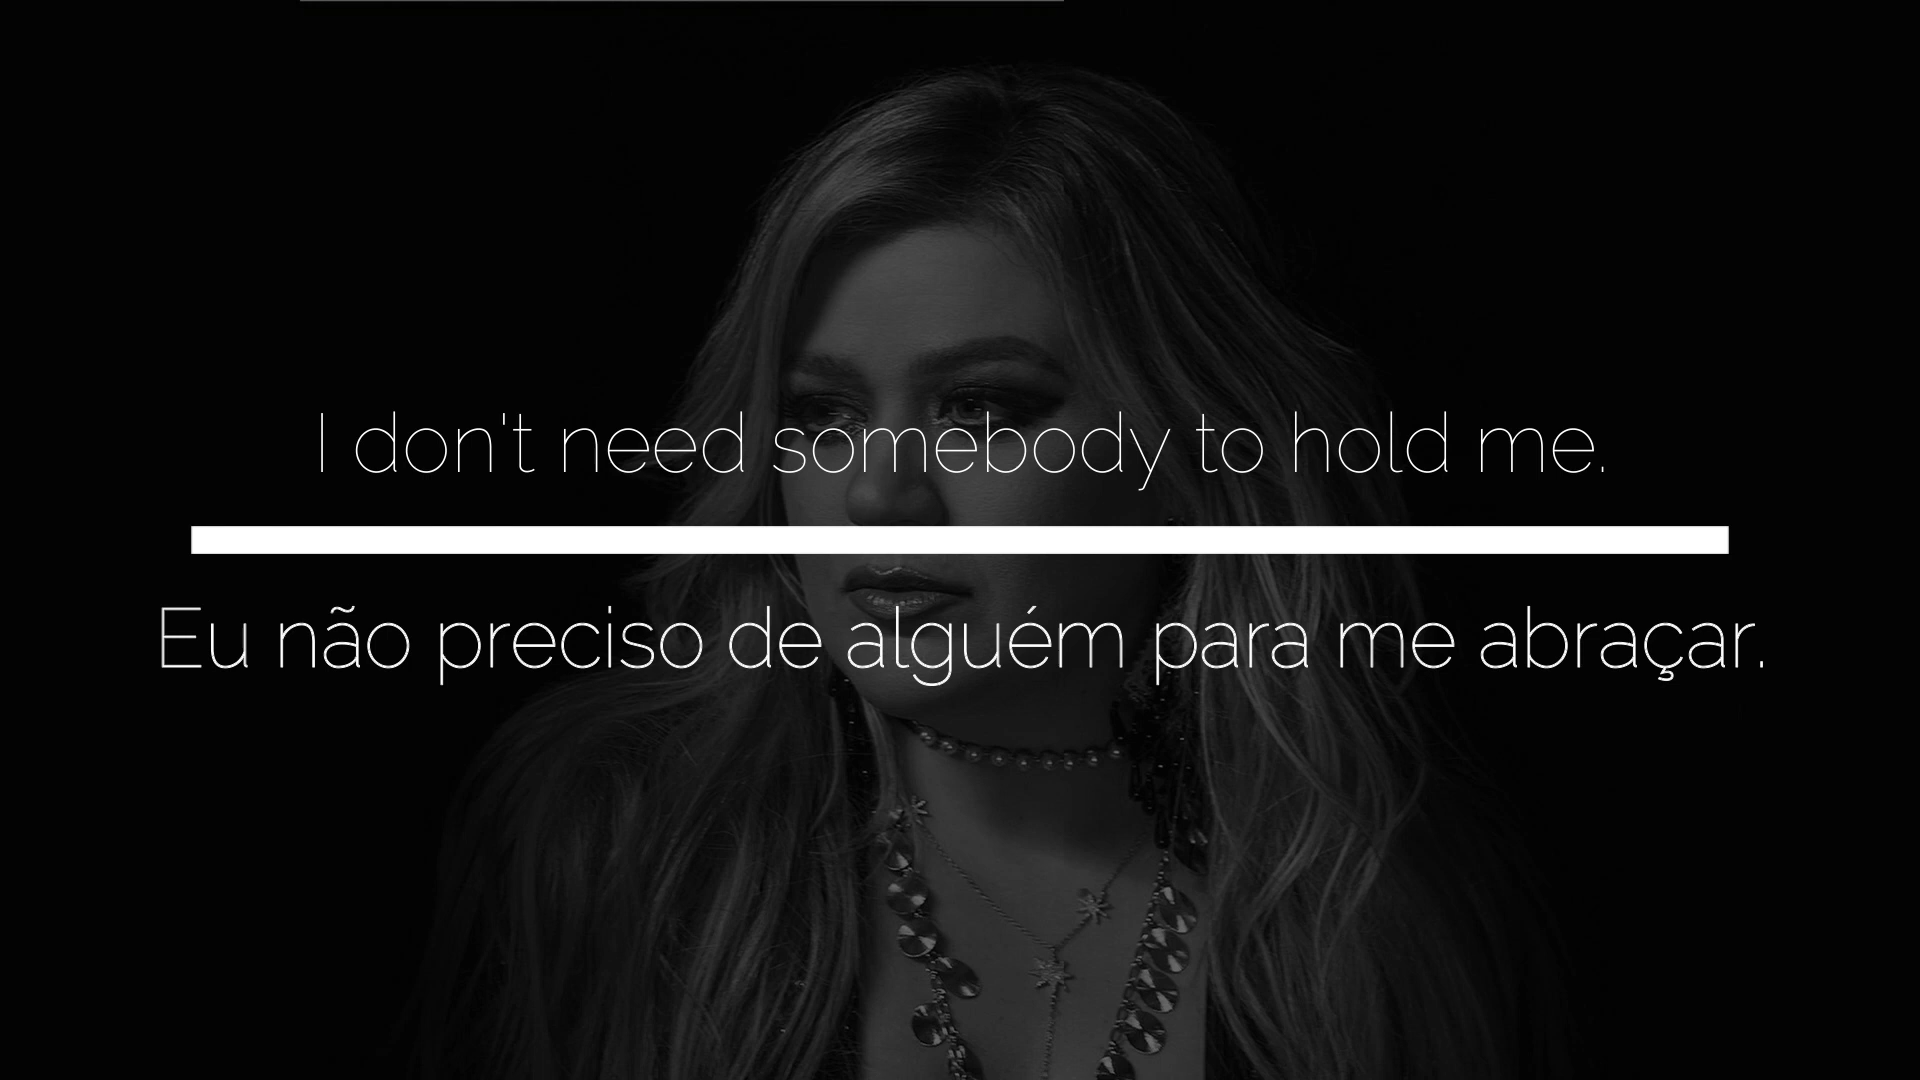 I don't need somebody to hold me.
Eu não preciso de alguém para me abraçar.